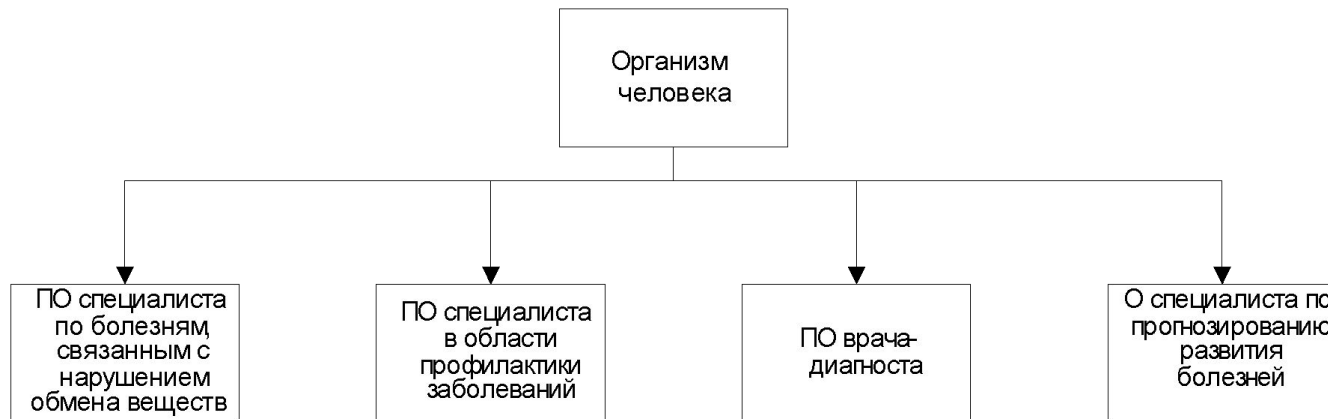 Организм
человека
ПО специалиста
по болезням,
связанным с
нарушением
обмена веществ
ПО специалиста
в области
профилактики
заболеваний
ПО врача-
диагноста
О специалиста по
прогнозированию
развития
болезней